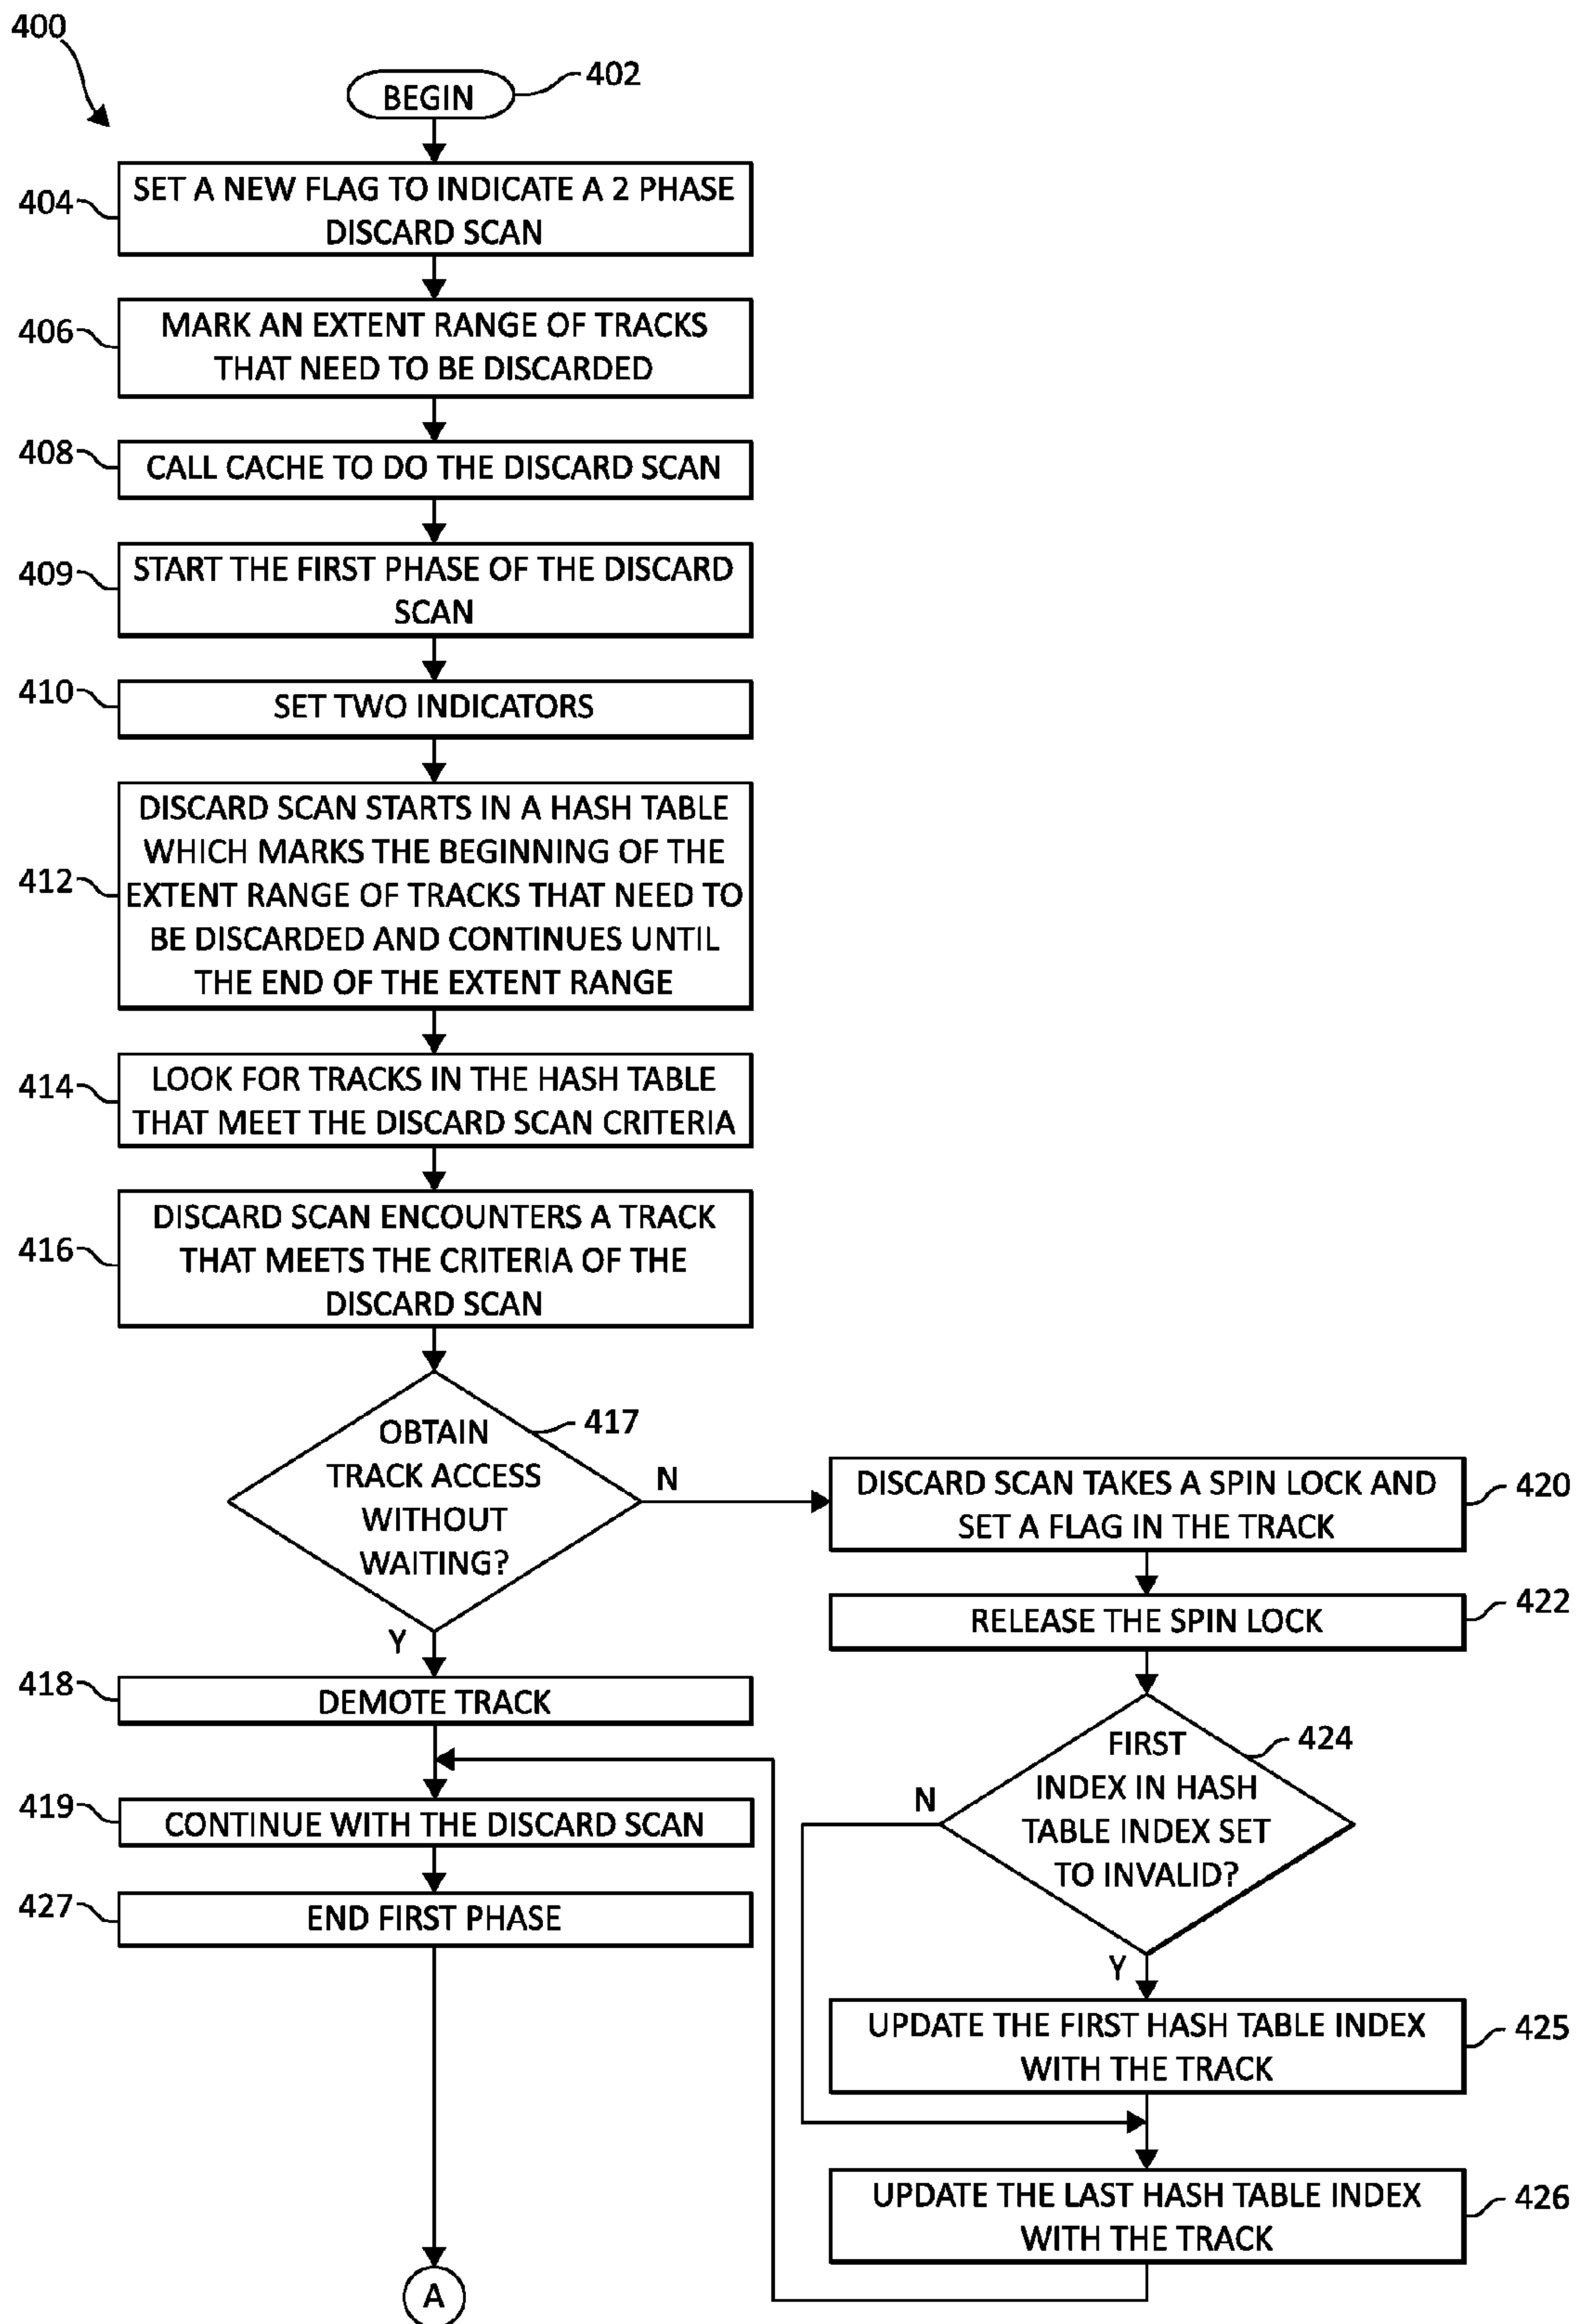 400
BEGIN
402
404
SET A NEW FLAG TO INDICATE A 2 PHASE
DISCARD SCAN
406
MARK AN EXTENT RANGE OF TRACKS
THAT NEED TO BE DISCARDED
408
CALL CACHE TO DO THE DISCARD SCAN
409
START THE FIRST PHASE OF THE DISCARD
SCAN
410
SET TWO INDICATORS
412
DISCARD SCAN STARTS IN A HASH TABLE
WHICH MARKS THE BEGINNING OF THE
EXTENT RANGE OF TRACKS THAT NEED TO
BE DISCARDED AND CONTINUES UNTIL
THE END OF THE EXTENT RANGE
414
LOOK FOR TRACKS IN THE HASH TABLE
THAT MEET THE DISCARD SCAN CRITERIA
416
DISCARD SCAN ENCOUNTERS A TRACK
THAT MEETS THE CRITERIA OF THE
DISCARD SCAN
417
OBTAIN
TRACK ACCESS
WITHOUT
WAITING?
N
Y
418
DEMOTE TRACK
419
CONTINUE WITH THE DISCARD SCAN
427
END FIRST PHASE
A
DISCARD SCAN TAKES A SPIN LOCK AND
SET A FLAG IN THE TRACK
420
RELEASE THE SPIN LOCK
422
FIRST
INDEX IN HASH
TABLE INDEX SET
TO INVALID?
424
N
Y
UPDATE THE FIRST HASH TABLE INDEX
WITH THE TRACK
425
UPDATE THE LAST HASH TABLE INDEX
WITH THE TRACK
426